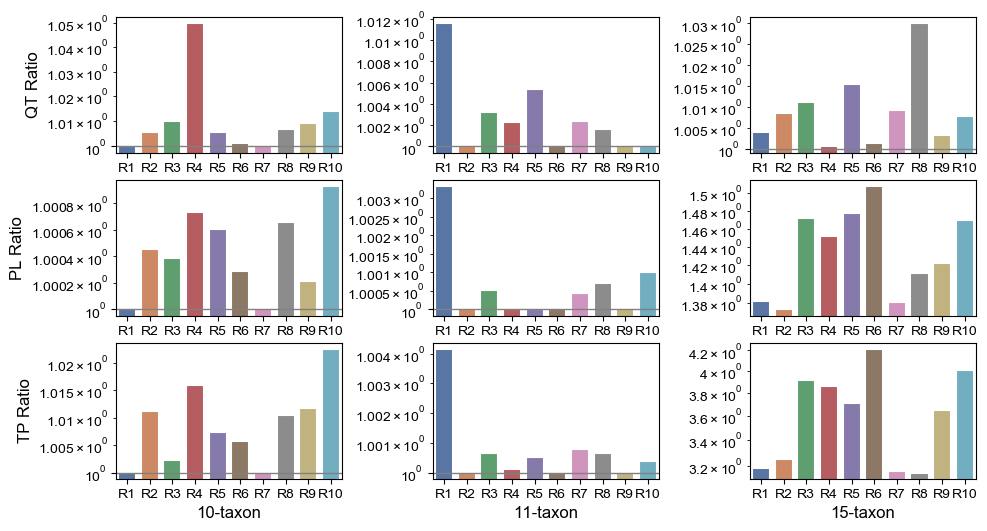 QT Ratio
1.05 × 10⁰
1.04 × 10⁰
1.03 × 10⁰
1.02 × 10⁰
1.01 × 10⁰
10⁰
R1 R2 R3 R4 R5 R6 R7 R8 R9 R10
1.012 × 10⁰
1.01 × 10⁰
1.008 × 10⁰
1.006 × 10⁰
1.004 × 10⁰
1.002 × 10⁰
10⁰
R1 R2 R3 R4 R5 R6 R7 R8 R9 R10
1.03 × 10⁰
1.025 × 10⁰
1.02 × 10⁰
1.015 × 10⁰
1.01 × 10⁰
1.005 × 10⁰
10⁰
R1 R2 R3 R4 R5 R6 R7 R8 R9 R10
PL Ratio
1.0008 × 10⁰
1.0006 × 10⁰
1.0004 × 10⁰
1.0002 × 10⁰
10⁰
R1 R2 R3 R4 R5 R6 R7 R8 R9 R10
1.003 × 10⁰
1.0025 × 10⁰
1.002 × 10⁰
1.0015 × 10⁰
1.001 × 10⁰
1.0005 × 10⁰
10⁰
R1 R2 R3 R4 R5 R6 R7 R8 R9 R10
1.5 × 10⁰
1.48 × 10⁰
1.46 × 10⁰
1.44 × 10⁰
1.42 × 10⁰
1.4 × 10⁰
1.38 × 10⁰
R1 R2 R3 R4 R5 R6 R7 R8 R9 R10
TP Ratio
1.02 × 10⁰
1.015 × 10⁰
1.01 × 10⁰
1.005 × 10⁰
10⁰
R1 R2 R3 R4 R5 R6 R7 R8 R9 R10
10-taxon
1.004 × 10⁰
1.003 × 10⁰
1.002 × 10⁰
1.001 × 10⁰
10⁰
R1 R2 R3 R4 R5 R6 R7 R8 R9 R10
11-taxon
4.2 × 10⁰
4 × 10⁰
3.8 × 10⁰
3.6 × 10⁰
3.4 × 10⁰
3.2 × 10⁰
R1 R2 R3 R4 R5 R6 R7 R8 R9 R10
15-taxon